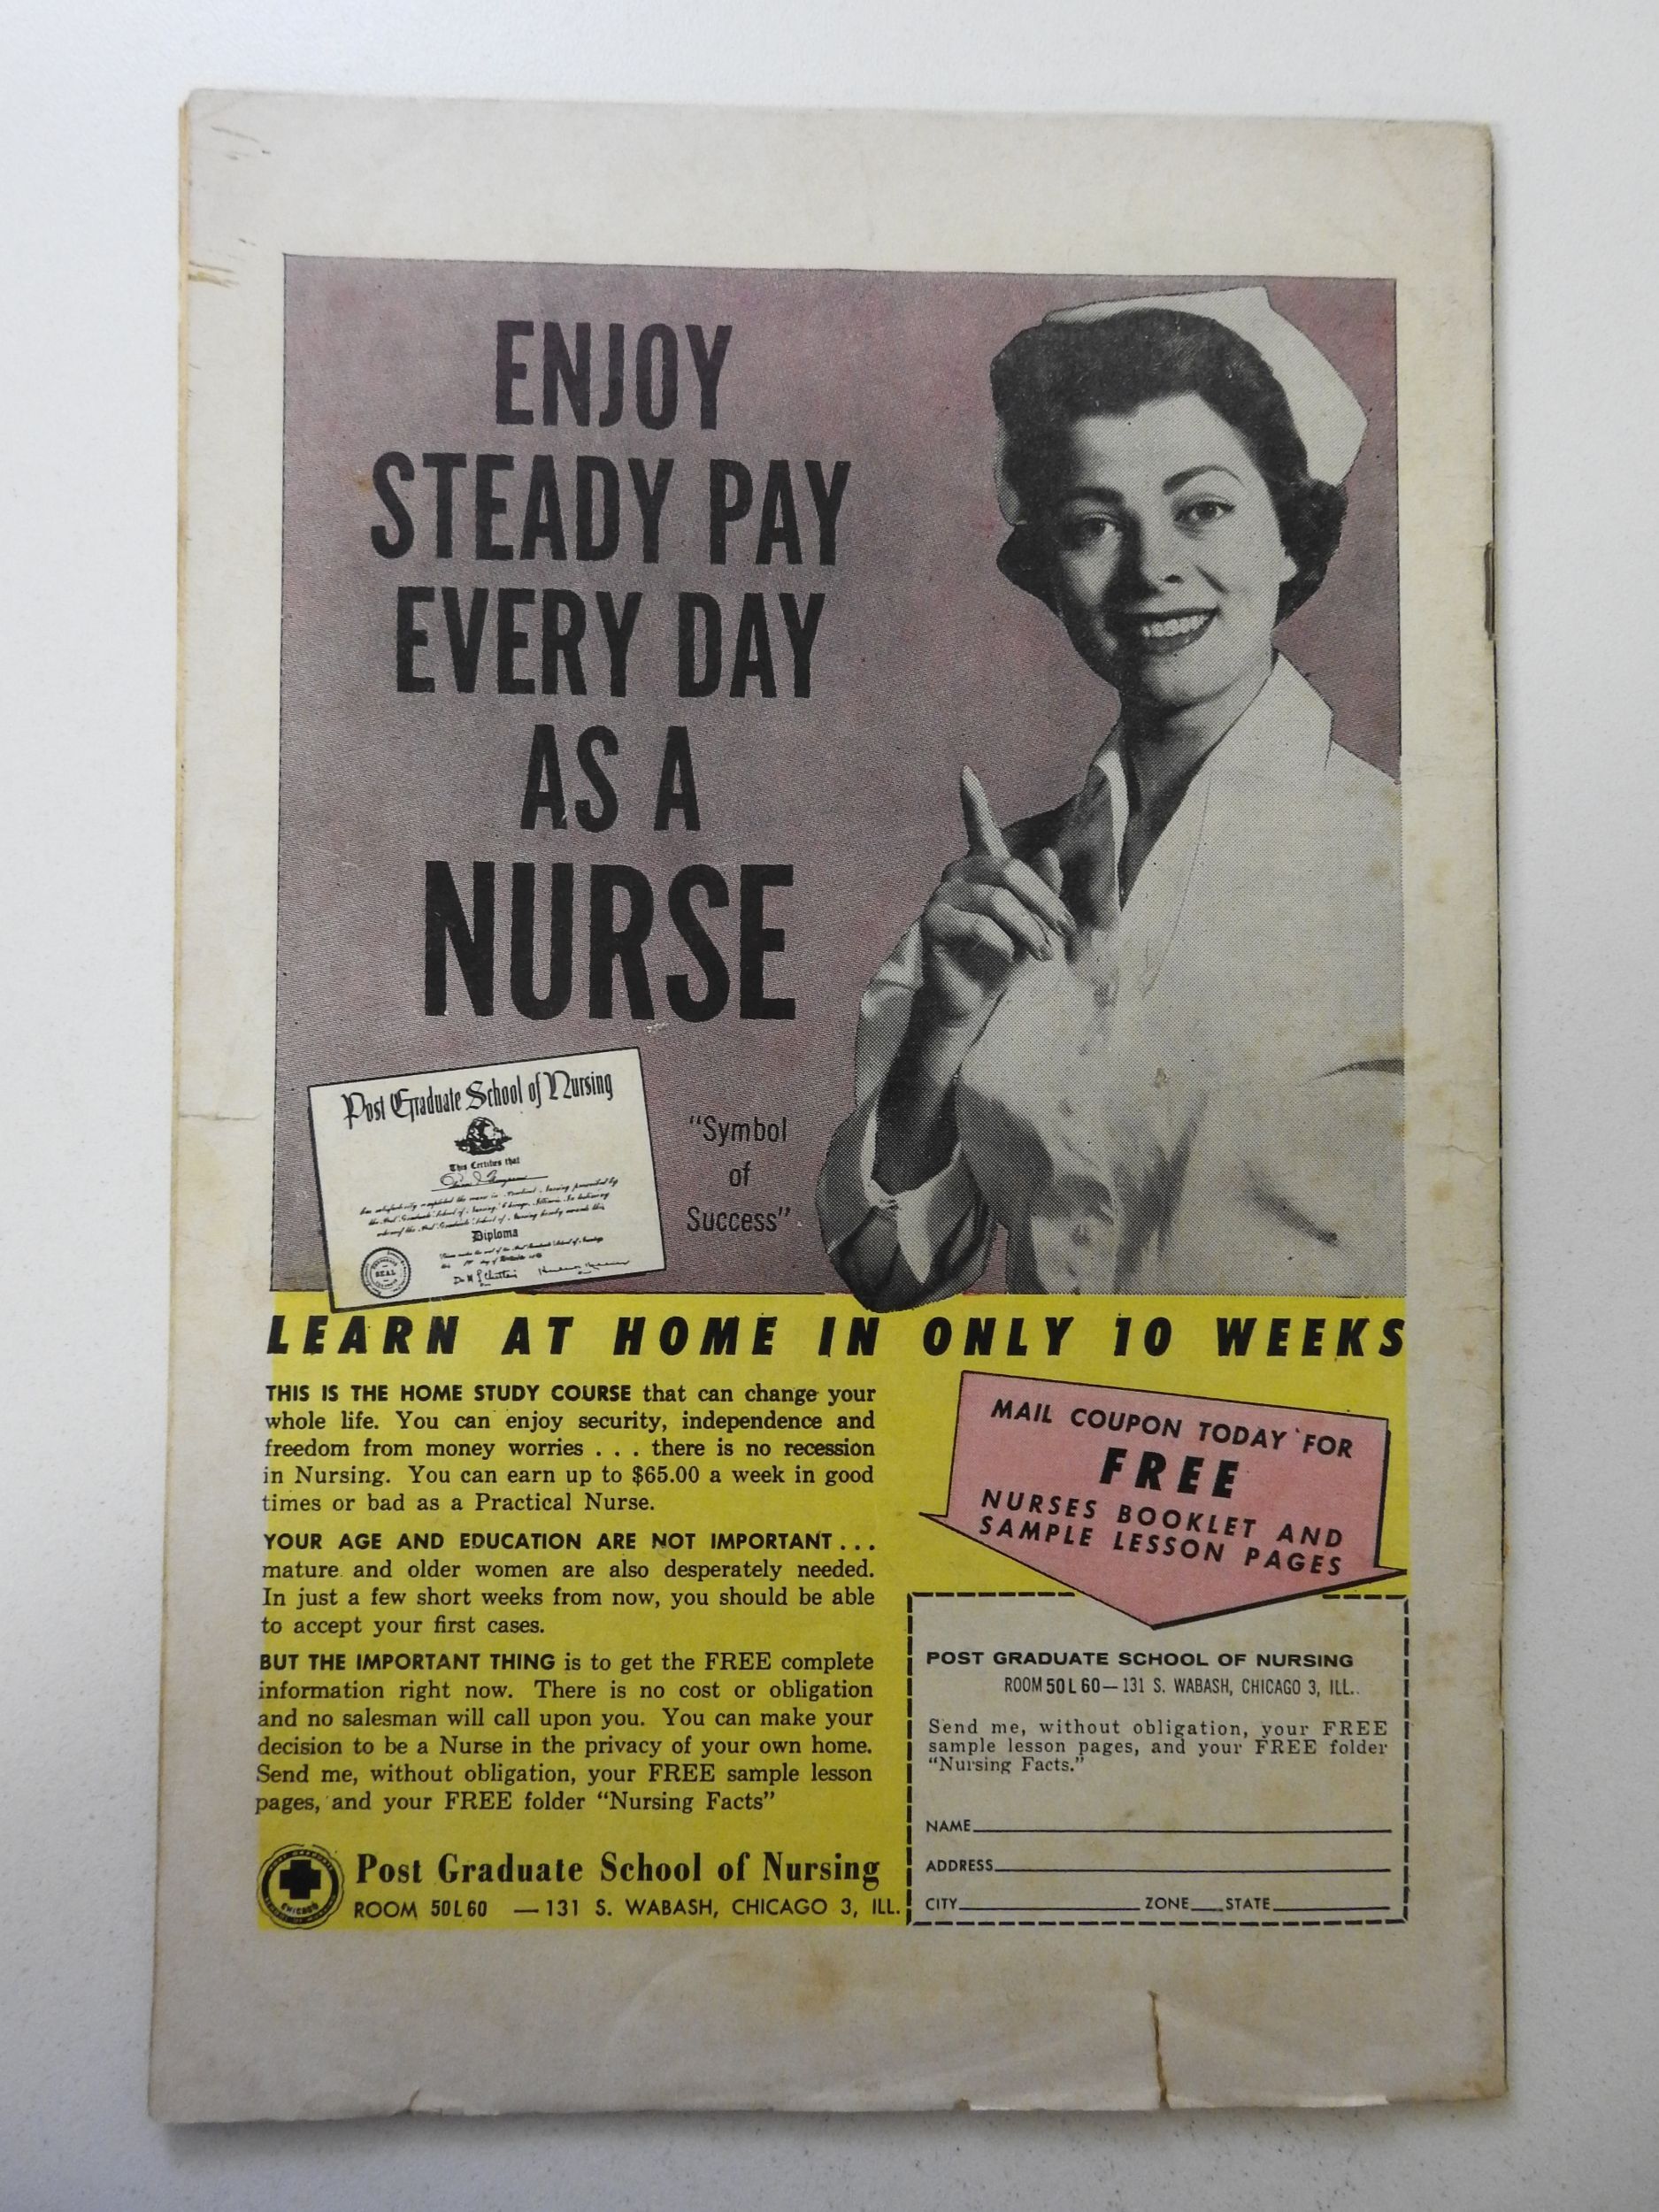 ENJOY
STEADY PAY
EVERY DAY
AS A
NURSE
Post Graduate School of Nursing
This Certifies that
Diploma
SEAL
"Symbol
of
Success"
LEARN AT HOME IN ONLY 10 WEEKS
THIS IS THE HOME STUDY COURSE that can change your
whole life. You can enjoy security, independence and
freedom from money worries . . . there is no recession
in Nursing. You can earn up to $65.00 a week in good
times or bad as a Practical Nurse.
YOUR AGE AND EDUCATION ARE NOT IMPORTANT...
mature and older women are also desperately needed.
In just a few short weeks from now, you should be able
to accept your first cases.
BUT THE IMPORTANT THING is to get the FREE complete
information right now. There is no cost or obligation
and no salesman will call upon you. You can make your
decision to be a Nurse in the privacy of your own home.
Send me, without obligation, your FREE sample lesson
pages, and your FREE folder "Nursing Facts"
CHICAGO
Post Graduate School of Nursing
ROOM 50L60 — 131 S. WABASH, CHICAGO 3, ILL.
MAIL COUPON TODAY FOR
FREE
NURSES BOOKLET AND
SAMPLE LESSON PAGES
POST GRADUATE SCHOOL OF NURSING
ROOM 50L60 — 131 S. WABASH, CHICAGO 3, ILL.
Send me, without obligation, your FREE
sample lesson pages, and your FREE folder
"Nursing Facts."
NAME
ADDRESS
CITY ZONE STATE